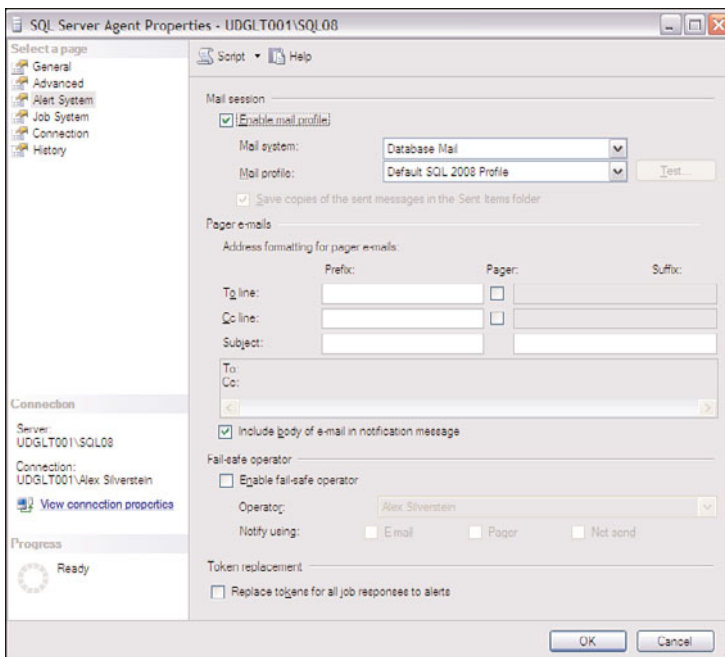 SQL Server Agent Properties - UDGLT001\SQL08
Select a page
General
Advanced
Alert System
Job System
Connection
History
Script Help
Mail session
Enable mail profile
Mail system: Database Mail
Mail profile: Default SQL 2008 Profile Test...
Save copies of the sent messages in the Sent Items folder
Pager e-mails
Address formatting for pager e-mails:
Prefix: Pager: Suffix:
To line:
Cc line:
Subject:
To:
Cc:
Include body of e-mail in notification message
Fail-safe operator
Enable fail-safe operator
Operator: Alex Silverstein
Notify using: E-mail Pager Net send
Token replacement
Replace tokens for all job responses to alerts
Connection
Server:
UDGLT001\SQL08
Connection:
UDGLT001\Alex Silverstein
View connection properties
Progress
Ready
OK Cancel